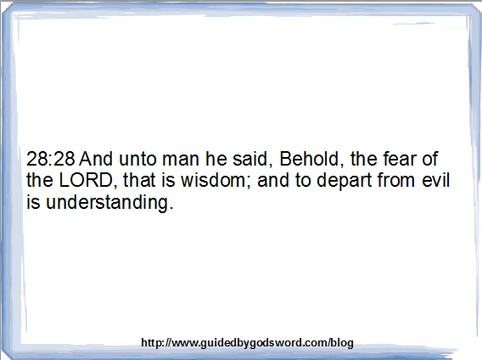 28:28 And unto man he said, Behold, the fear of
the LORD, that is wisdom; and to depart from evil
is understanding.
http://www.guidedbygodsword.com/blog